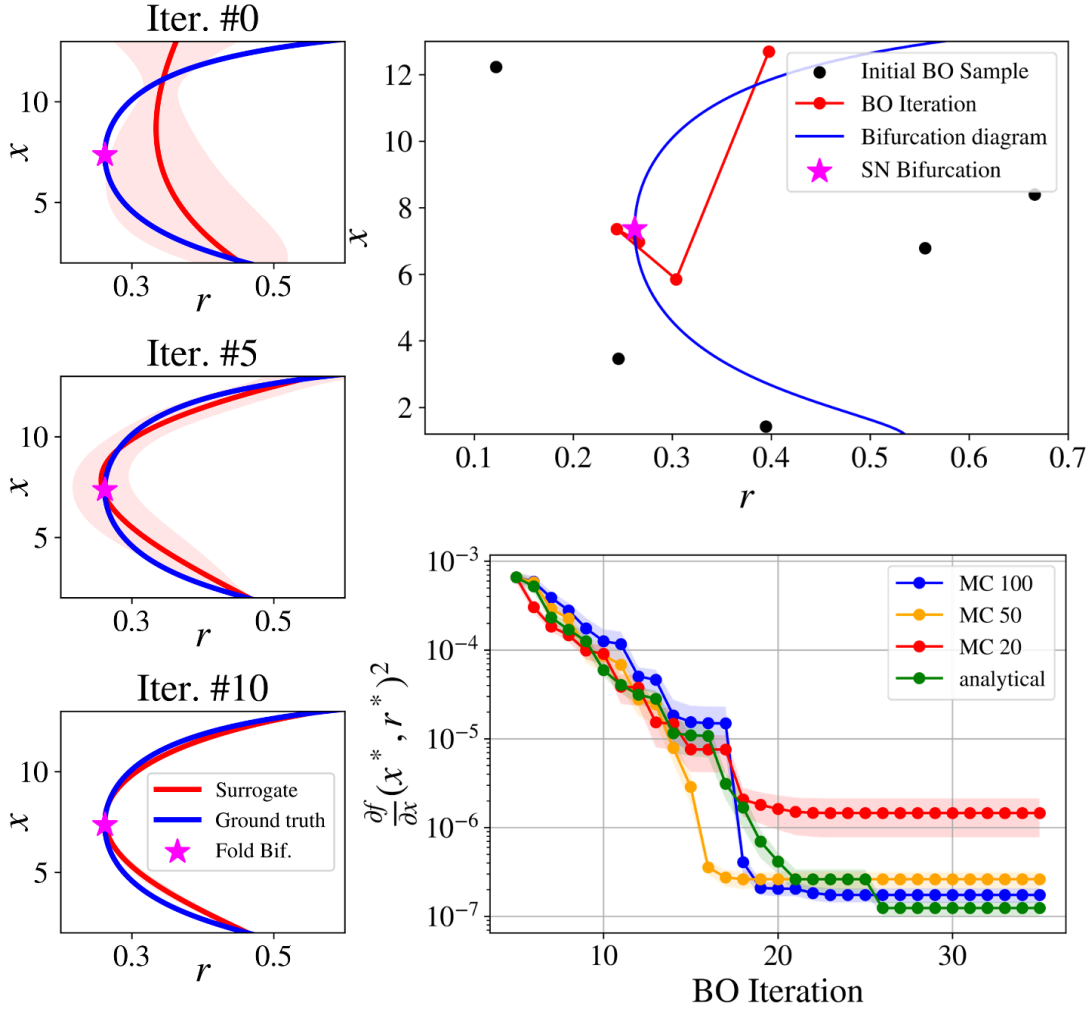 Iter. #0
x
10
5
0.3
0.5
r
Iter. #5
x
10
5
0.3
0.5
r
Iter. #10
x
10
5
Surrogate
Ground truth
Fold Bif.
0.3
0.5
r
x
12
10
8
6
4
2
Initial BO Sample
BO Iteration
Bifurcation diagram
SN Bifurcation
0.1
0.2
0.3
0.4
0.5
0.6
0.7
r
∂f/∂x (x*, r*)²
10⁻³
10⁻⁴
10⁻⁵
10⁻⁶
10⁻⁷
MC 100
MC 50
MC 20
analytical
10
20
30
BO Iteration